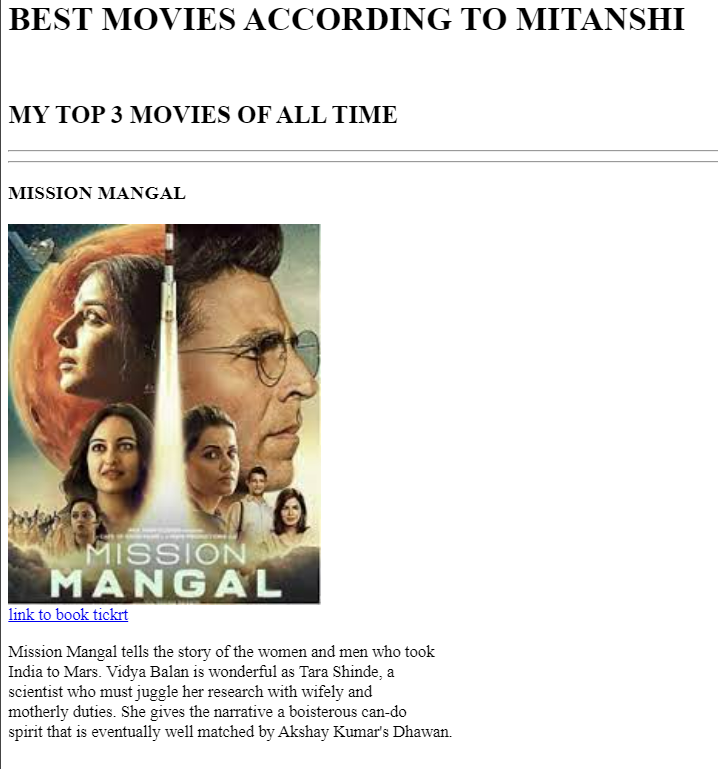 BEST MOVIES ACCORDING TO MITANSHI
MY TOP 3 MOVIES OF ALL TIME
MISSION MANGAL
MISSION
MANGAL
link to book tickrt
Mission Mangal tells the story of the women and men who took
India to Mars. Vidya Balan is wonderful as Tara Shinde, a
scientist who must juggle her research with wifely and
motherly duties. She gives the narrative a boisterous can-do
spirit that is eventually well matched by Akshay Kumar's Dhawan.